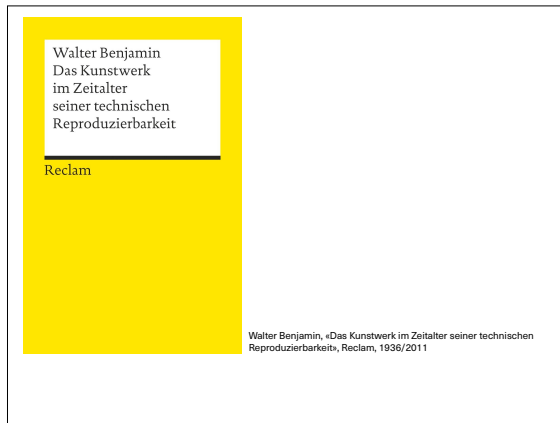 Walter Benjamin
Das Kunstwerk
im Zeitalter
seiner technischen
Reproduzierbarkeit
Reclam
Walter Benjamin, «Das Kunstwerk im Zeitalter seiner technischen
Reproduzierbarkeit», Reclam, 1936/2011